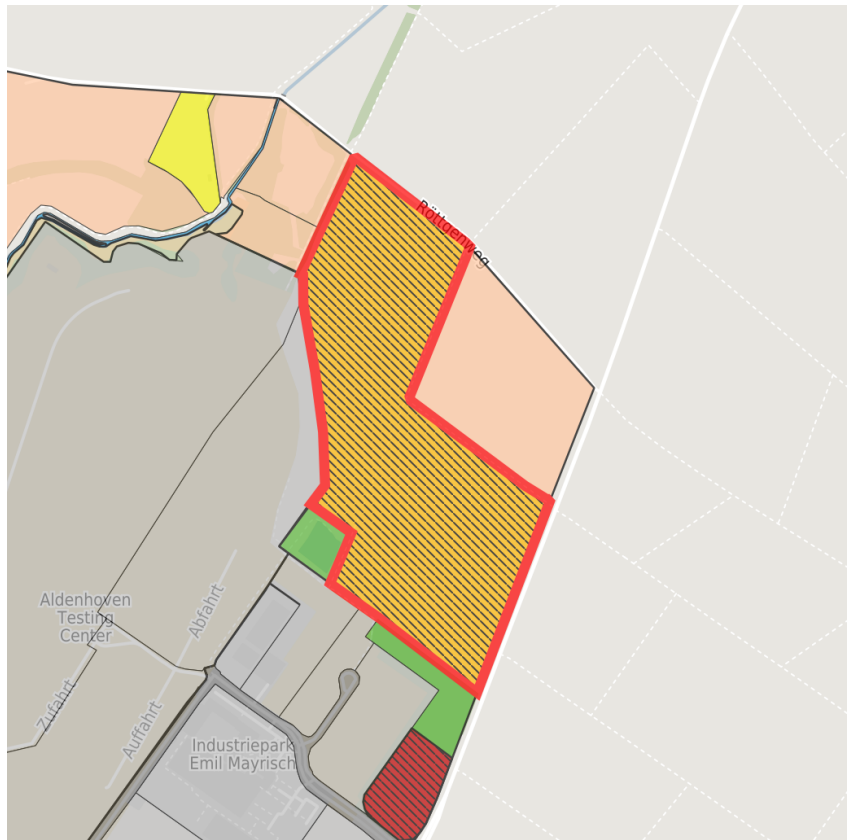 Röttgenweg
Aldenhoven
Testing
Center
Abfahrt
Zufahrt
Auffahrt
Industriepark
Emil Mayrisch